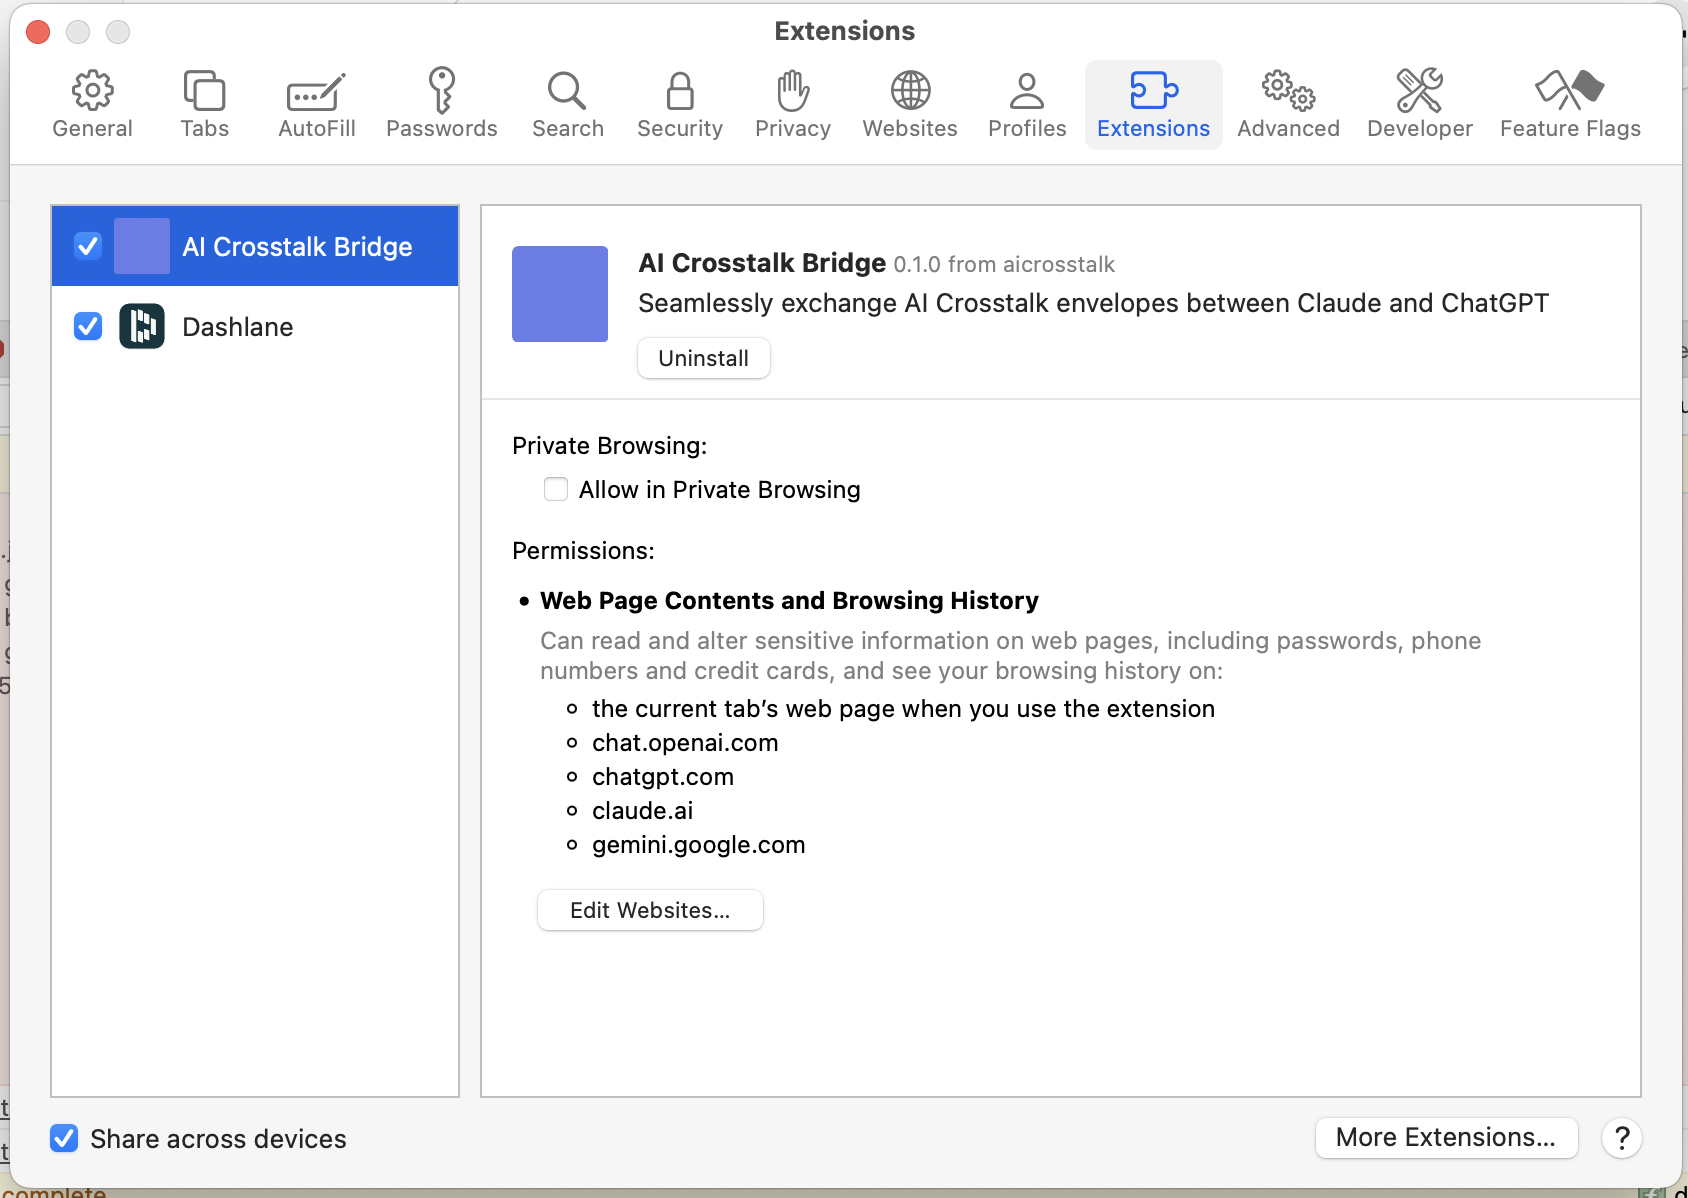 Extensions
General
Tabs
AutoFill
Passwords
Search
Security
Privacy
Websites
Profiles
Extensions
Advanced
Developer
Feature Flags
AI Crosstalk Bridge
Dashlane
AI Crosstalk Bridge 0.1.0 from aicrosstalk
Seamlessly exchange AI Crosstalk envelopes between Claude and ChatGPT
Uninstall
Private Browsing:
Allow in Private Browsing
Permissions:
• Web Page Contents and Browsing History
Can read and alter sensitive information on web pages, including passwords, phone
numbers and credit cards, and see your browsing history on:
the current tab’s web page when you use the extension
chat.openai.com
chatgpt.com
claude.ai
gemini.google.com
Edit Websites...
Share across devices
More Extensions...
?
complete